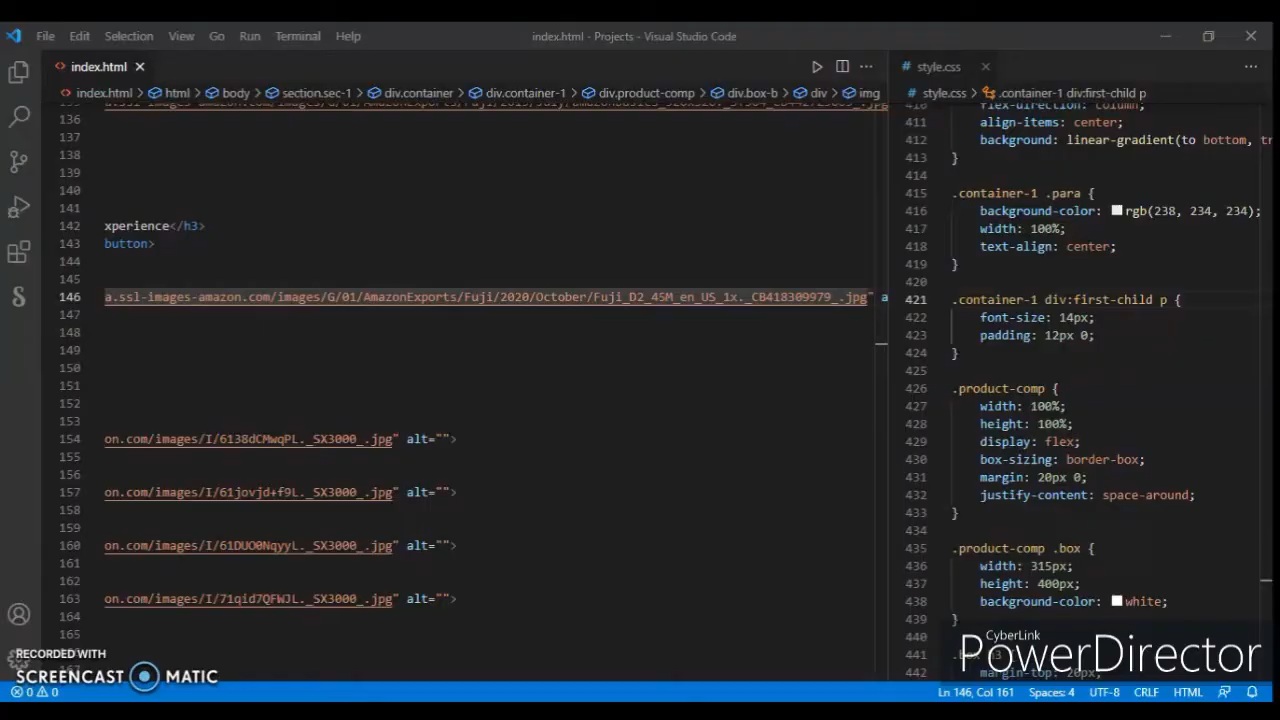 File Edit Selection View Go Run Terminal Help
index.html - Projects - Visual Studio Code
index.html
style.css
index.html > html > body > section.sec-1 > div.container > div.container-1 > div.product-comp > div.box-b > div > img
style.css > .container-1 div:first-child p
136
137
138
139
140
141
142 xperience</h3>
143 button>
144
145
146 a.ssl-images-amazon.com/images/G/01/AmazonExports/Fuji/2020/October/Fuji_D2_45M_en_US_1x._CB418309979_.jpg" a
147
148
149
150
151
152
153
154 on.com/images/I/6138dCMwqPL._SX3000_.jpg" alt="">
155
156
157 on.com/images/I/61jovjd+f9L._SX3000_.jpg" alt="">
158
159
160 on.com/images/I/61DUO0NqyyL._SX3000_.jpg" alt="">
161
162
163 on.com/images/I/71qid7QFWJL._SX3000_.jpg" alt="">
164
165
410 flex-direction: column;
411 align-items: center;
412 background: linear-gradient(to bottom, tr
413 }
414
415 .container-1 .para {
416 background-color: rgb(238, 234, 234);
417 width: 100%;
418 text-align: center;
419 }
420
421 .container-1 div:first-child p {
422 font-size: 14px;
423 padding: 12px 0;
424 }
425
426 .product-comp {
427 width: 100%;
428 height: 100%;
429 display: flex;
430 box-sizing: border-box;
431 margin: 20px 0;
432 justify-content: space-around;
433 }
434
435 .product-comp .box {
436 width: 315px;
437 height: 400px;
438 background-color: white;
439 }
440
441
442 margin-top: 20px;
RECORDED WITH
SCREENCAST MATIC
CyberLink
PowerDirector
0 0
Ln 146, Col 161 Spaces: 4 UTF-8 CRLF HTML